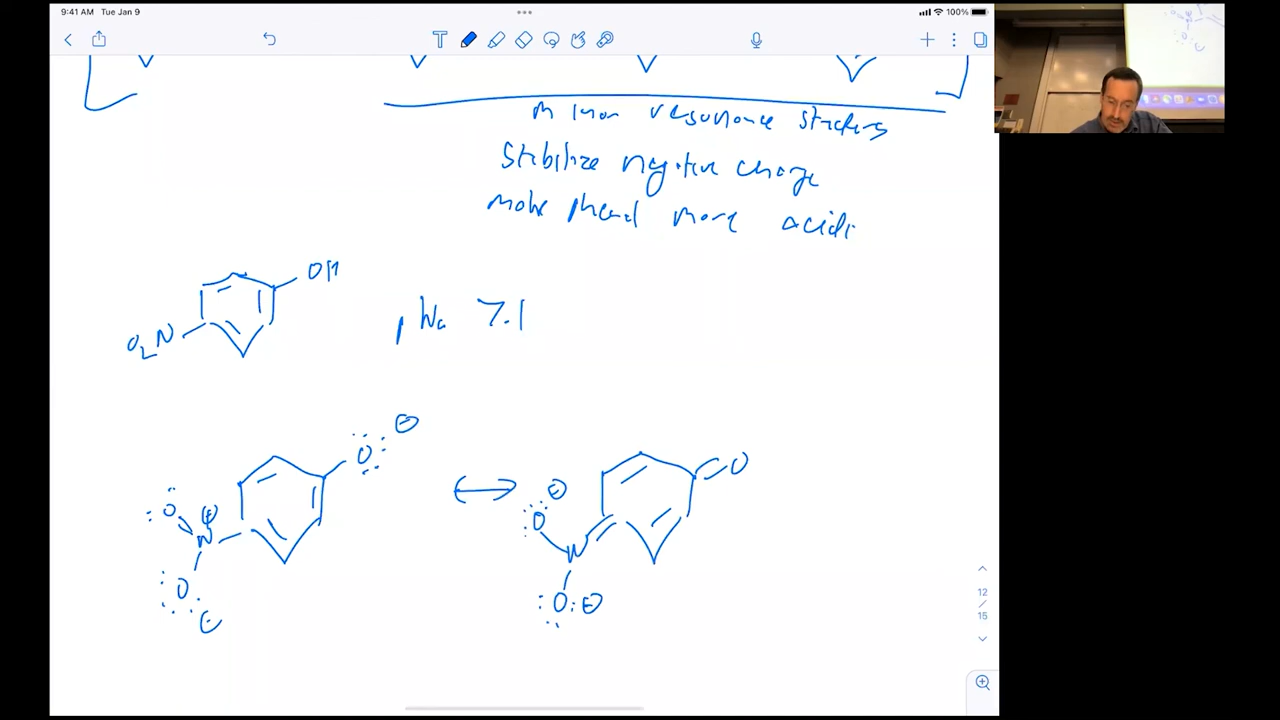 9:41 AM Tue Jan 9
100%
minor resonance structures
Stabilize negative charge
make phenol more acidi
OH
O2N
pKa 7.1
O ⊖
O
N ⊕
O
⊖
↔
O ⊖
O
N
O ⊖
12
/
15